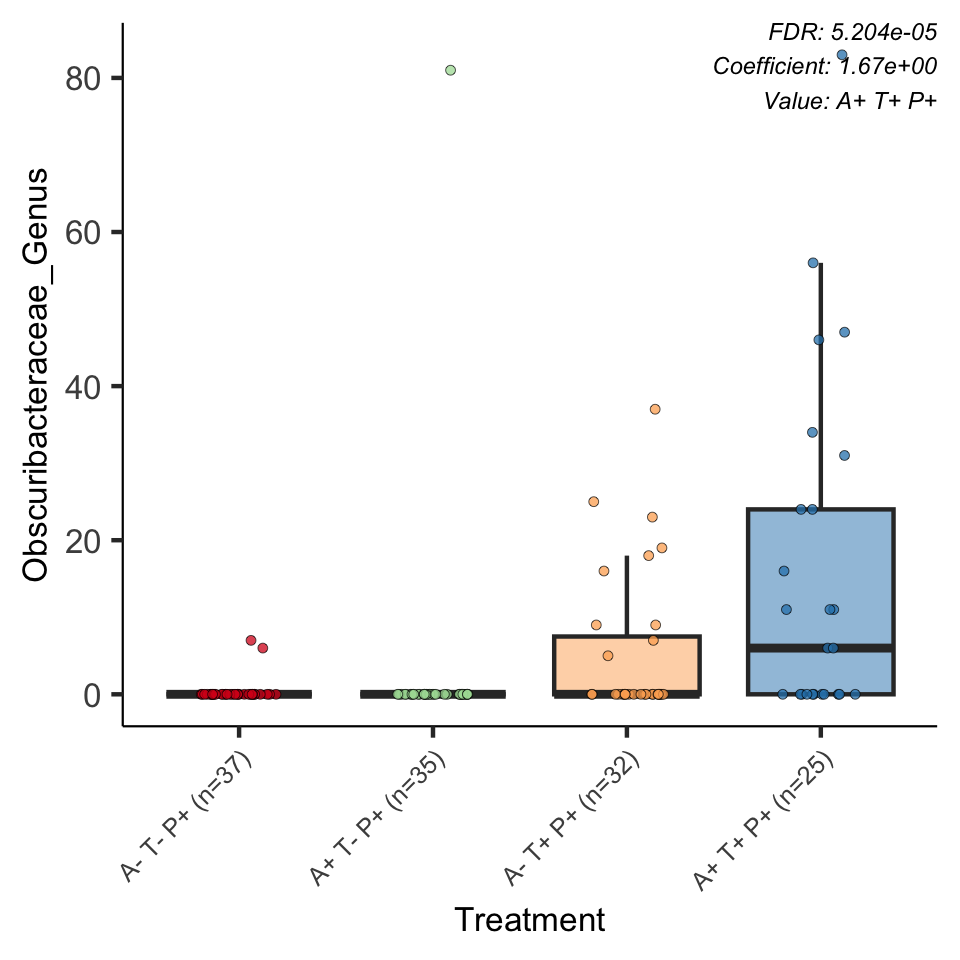 FDR: 5.204e-05
Coefficient: 1.67e+00
Value: A+ T+ P+
Obscuribacteraceae_Genus
80
60
40
20
0
A- T- P+ (n=37)
A+ T- P+ (n=35)
A- T+ P+ (n=32)
A+ T+ P+ (n=25)
Treatment